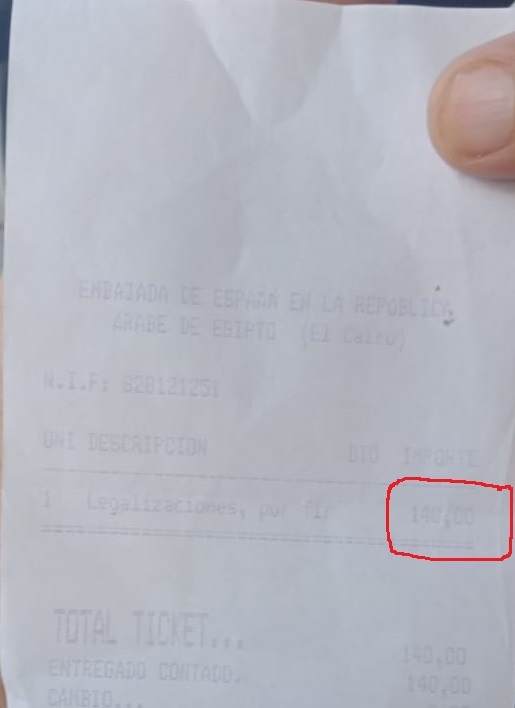 EMBAJADA DE ESPAÑA EN LA REPUBLICA
ARABE DE EGIPTO (El Cairo)
N.I.F: S2812125I
UNI DESCRIPCION DTO IMPORTE
1 Legalizaciones, por fir 140,00
TOTAL TICKET... 140,00
ENTREGADO CONTADO. 140,00
CAMBIO...